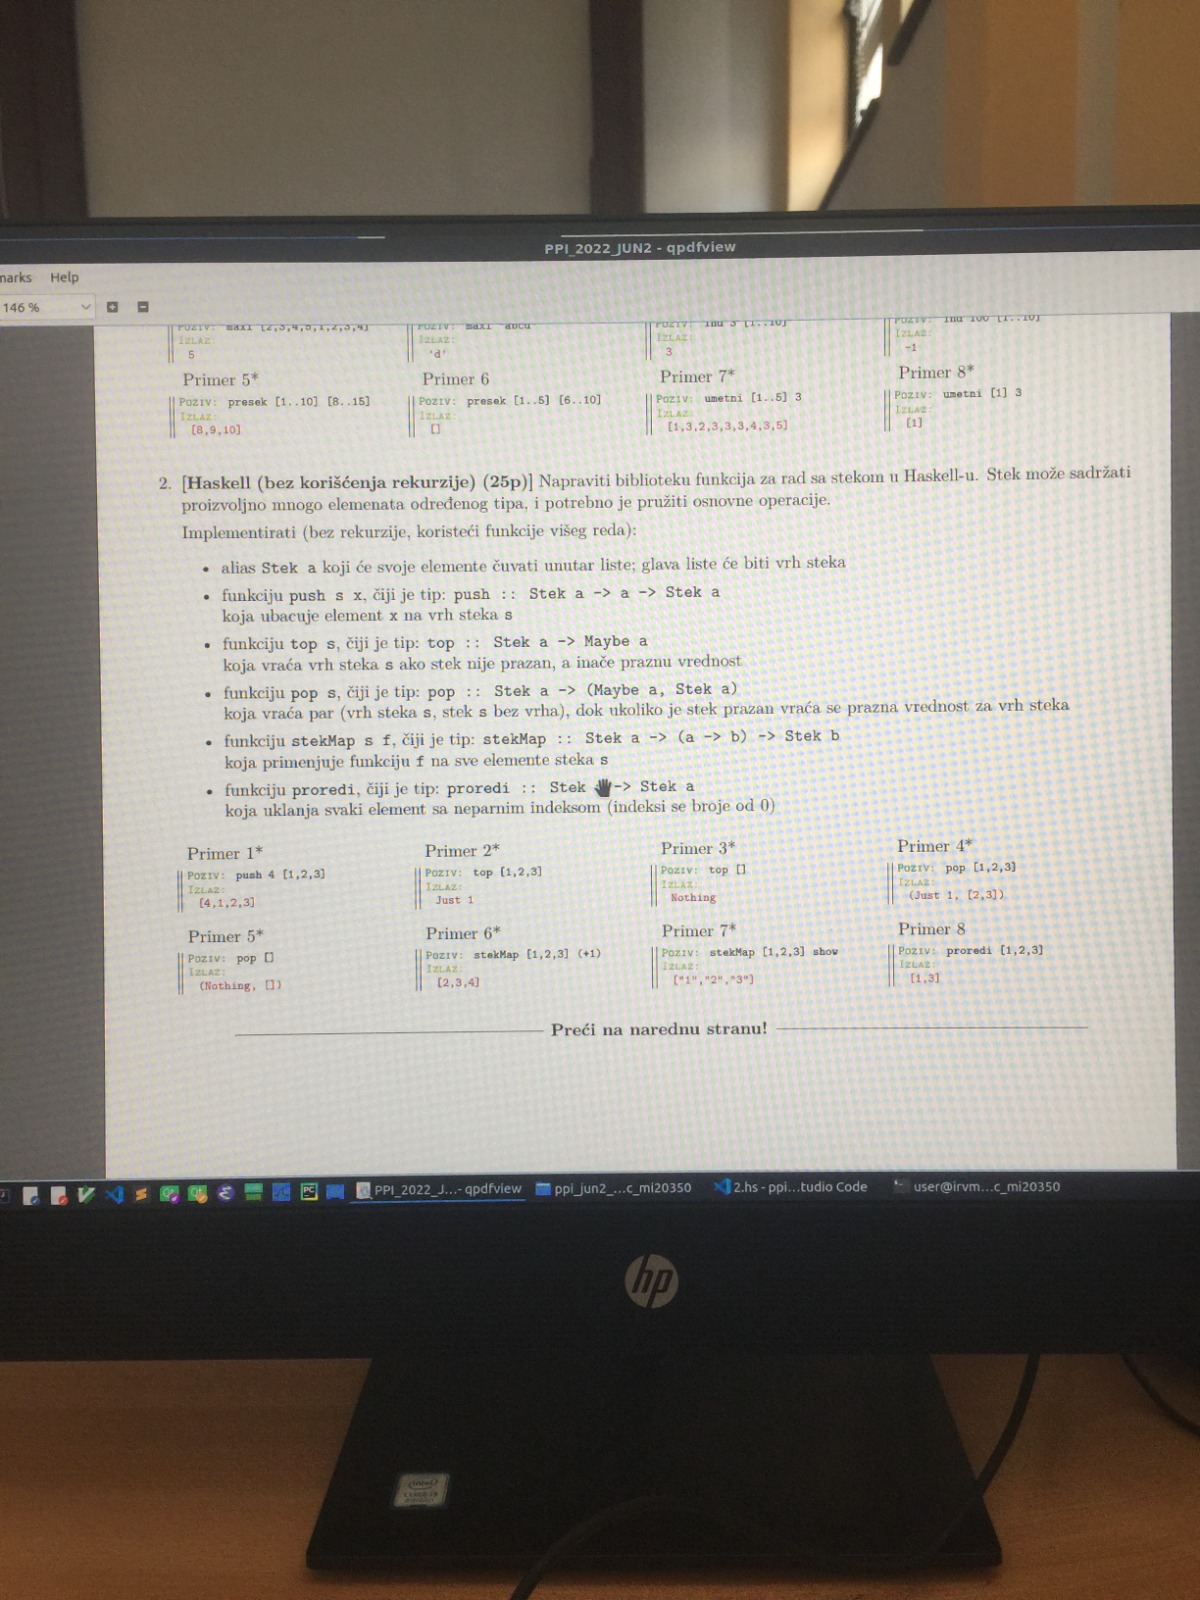 PPI_2022_JUN2 - qpdfview
marks Help
146 %
POZIV: maxi [2,3,4,5,1,2,3,4]
IZLAZ:
5
POZIV: maxi "abcd"
IZLAZ:
'd'
POZIV: ind 3 [1..10]
IZLAZ:
3
POZIV: ind 100 [1..10]
IZLAZ:
-1
Primer 5*
POZIV: presek [1..10] [8..15]
IZLAZ:
[8,9,10]
Primer 6
POZIV: presek [1..5] [6..10]
IZLAZ:
[]
Primer 7*
POZIV: umetni [1..5] 3
IZLAZ:
[1,3,2,3,3,3,4,3,5]
Primer 8*
POZIV: umetni [1] 3
IZLAZ:
[1]
2. [Haskell (bez korišćenja rekurzije) (25p)] Napraviti biblioteku funkcija za rad sa stekom u Haskell-u. Stek može sadržati
proizvoljno mnogo elemenata određenog tipa, i potrebno je pružiti osnovne operacije.
Implementirati (bez rekurzije, koristeći funkcije višeg reda):
• alias Stek a koji će svoje elemente čuvati unutar liste; glava liste će biti vrh steka
• funkciju push s x, čiji je tip: push :: Stek a -> a -> Stek a
koja ubacuje element x na vrh steka s
• funkciju top s, čiji je tip: top :: Stek a -> Maybe a
koja vraća vrh steka s ako stek nije prazan, a inače praznu vrednost
• funkciju pop s, čiji je tip: pop :: Stek a -> (Maybe a, Stek a)
koja vraća par (vrh steka s, stek s bez vrha), dok ukoliko je stek prazan vraća se prazna vrednost za vrh steka
• funkciju stekMap s f, čiji je tip: stekMap :: Stek a -> (a -> b) -> Stek b
koja primenjuje funkciju f na sve elemente steka s
• funkciju proredi, čiji je tip: proredi :: Stek -> Stek a
koja uklanja svaki element sa neparnim indeksom (indeksi se broje od 0)
Primer 1*
POZIV: push 4 [1,2,3]
IZLAZ:
[4,1,2,3]
Primer 2*
POZIV: top [1,2,3]
IZLAZ:
Just 1
Primer 3*
POZIV: top []
IZLAZ:
Nothing
Primer 4*
POZIV: pop [1,2,3]
IZLAZ:
(Just 1, [2,3])
Primer 5*
POZIV: pop []
IZLAZ:
(Nothing, [])
Primer 6*
POZIV: stekMap [1,2,3] (+1)
IZLAZ:
[2,3,4]
Primer 7*
POZIV: stekMap [1,2,3] show
IZLAZ:
["1","2","3"]
Primer 8
POZIV: proredi [1,2,3]
IZLAZ:
[1,3]
Preći na narednu stranu!
PPI_2022_J...- qpdfview
ppi_jun2_...c_mi20350
2.hs - ppi...tudio Code
user@irvm...c_mi20350
hp